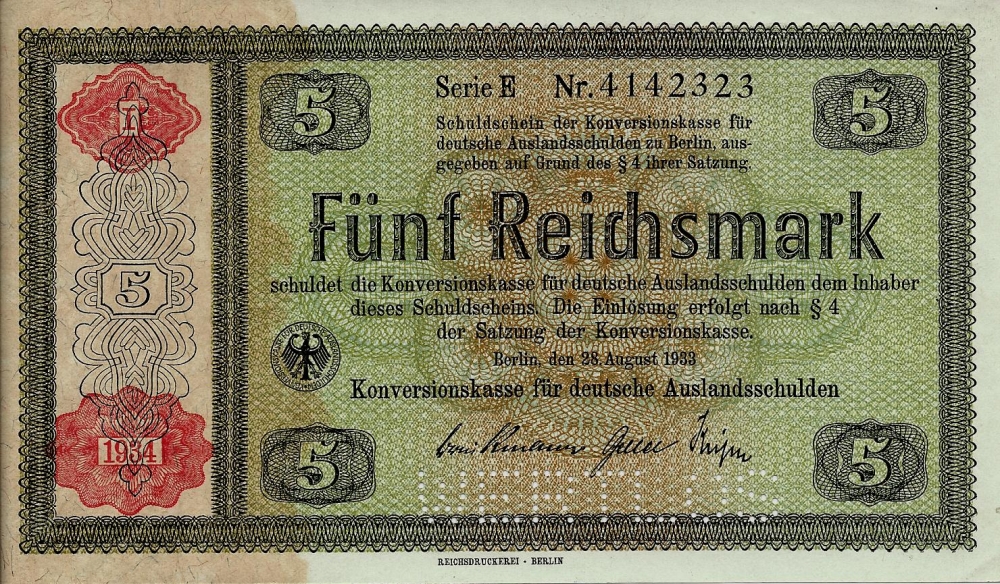 5
Serie E Nr. 4142323
5
Schuldschein der Konversionskasse für
deutsche Auslandsschulden zu Berlin, aus-
gegeben auf Grund des § 4 ihrer Satzung.
Fünf Reichsmark
schuldet die Konversionskasse für deutsche Auslandsschulden dem Inhaber
dieses Schuldscheins. Die Einlösung erfolgt nach § 4
der Satzung der Konversionskasse.
Berlin, den 28. August 1933
Konversionskasse für deutsche Auslandsschulden
5
1934
5
5
WERTLOS
REICHSDRUCKEREI - BERLIN